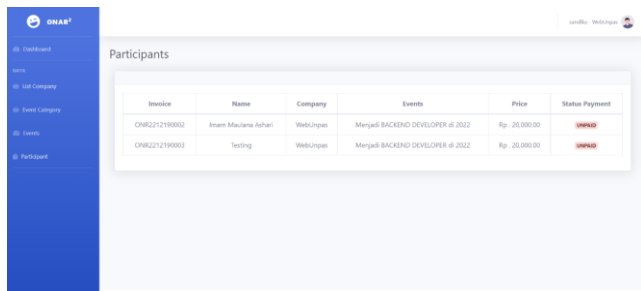 ONAR²
sandika - WebUnpas
Dashboard
Participants
DATA
List Company
Event Category
Events
Participant
Invoice Name Company Events Price Status Payment
ONR2212190002 Imam Maulana Ashari WebUnpas Menjadi BACKEND DEVELOPER di 2022 Rp . 20,000.00 UNPAID
ONR2212190003 Testing WebUnpas Menjadi BACKEND DEVELOPER di 2022 Rp . 20,000.00 UNPAID